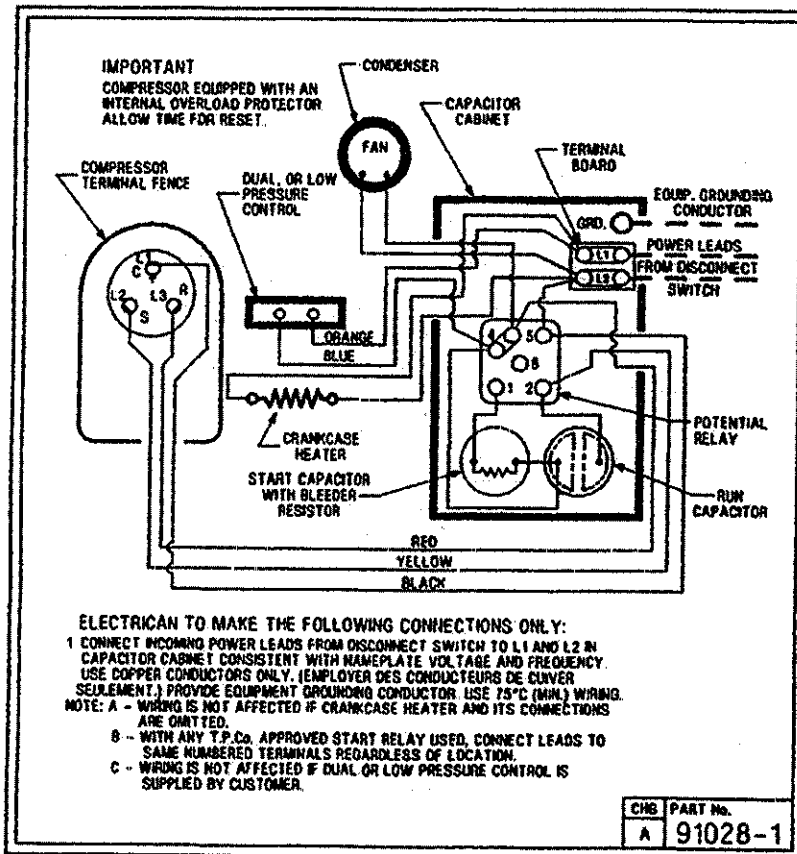 IMPORTANT
COMPRESSOR EQUIPPED WITH AN
INTERNAL OVERLOAD PROTECTOR
ALLOW TIME FOR RESET.
CONDENSER
FAN
CAPACITOR
CABINET
TERMINAL
BOARD
COMPRESSOR
TERMINAL FENCE
DUAL, OR LOW
PRESSURE
CONTROL
EQUIP. GROUNDING
CONDUCTOR
GRD.
POWER LEADS
L1
FROM DISCONNECT
L2
SWITCH
L1
C
L2
L3
R
S
ORANGE
BLUE
4
5
6
1
2
CRANKCASE
HEATER
POTENTIAL
RELAY
START CAPACITOR
WITH BLEEDER
RESISTOR
RUN
CAPACITOR
RED
YELLOW
BLACK
ELECTRICAN TO MAKE THE FOLLOWING CONNECTIONS ONLY:
1 CONNECT INCOMING POWER LEADS FROM DISCONNECT SWITCH TO L1 AND L2 IN
CAPACITOR CABINET CONSISTENT WITH NAMEPLATE VOLTAGE AND FREQUENCY.
USE COPPER CONDUCTORS ONLY. (EMPLOYER DES CONDUCTEURS DE CUIVER
SEULEMENT.) PROVIDE EQUIPMENT GROUNDING CONDUCTOR. USE 75°C (MIN.) WIRING.
NOTE: A - WIRING IS NOT AFFECTED IF CRANKCASE HEATER AND ITS CONNECTIONS
ARE OMITTED.
B - WITH ANY T.P.Co. APPROVED START RELAY USED, CONNECT LEADS TO
SAME NUMBERED TERMINALS REGARDLESS OF LOCATION.
C - WIRING IS NOT AFFECTED IF DUAL OR LOW PRESSURE CONTROL IS
SUPPLIED BY CUSTOMER.
CHG PART No.
A 91028-1